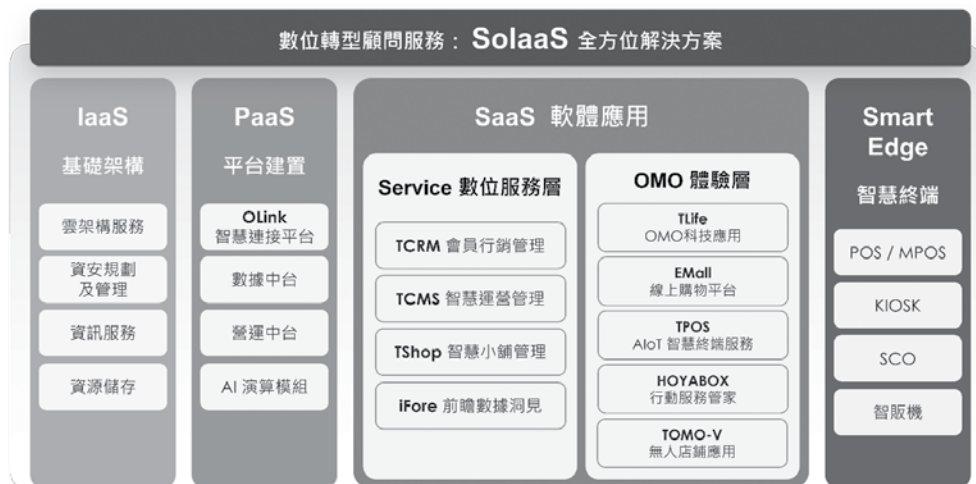 數位轉型顧問服務： SolaaS 全方位解決方案
IaaS
基礎架構
雲架構服務
資安規劃
及管理
資訊服務
資源儲存
PaaS
平台建置
OLink
智慧連接平台
數據中台
營運中台
AI 演算模組
SaaS 軟體應用
Service 數位服務層
TCRM 會員行銷管理
TCMS 智慧運營管理
TShop 智慧小舖管理
iFore 前瞻數據洞見
OMO 體驗層
TLife
OMO科技應用
EMall
線上購物平台
TPOS
AIoT 智慧終端服務
HOYABOX
行動服務管家
TOMO-V
無人店舖應用
Smart
Edge
智慧終端
POS / MPOS
KIOSK
SCO
智販機